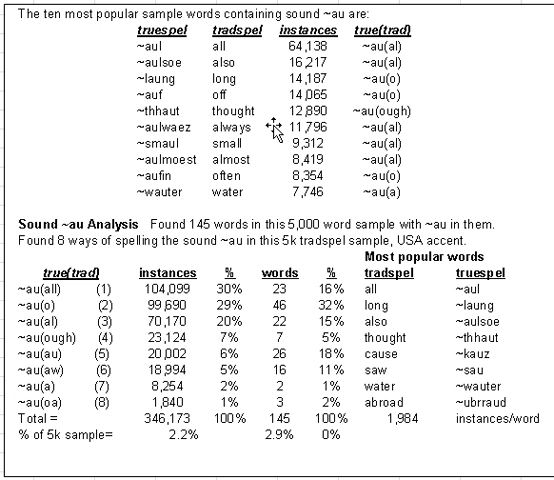 The ten most popular sample words containing sound ~au are:
truespel tradspel instances true(trad)
~aul all 64,138 ~au(al)
~aulsoe also 16,217 ~au(al)
~laung long 14,187 ~au(o)
~auf off 14,065 ~au(o)
~thhaut thought 12,890 ~au(ough)
~aulwaez always 11,796 ~au(al)
~smaul small 9,312 ~au(al)
~aulmoest almost 8,419 ~au(al)
~aufin often 8,354 ~au(o)
~wauter water 7,746 ~au(a)
Sound ~au Analysis Found 145 words in this 5,000 word sample with ~au in them.
Found 8 ways of spelling the sound ~au in this 5k tradspel sample, USA accent.
Most popular words
true(trad) instances % words % tradspel truespel
~au(all) (1) 104,099 30% 23 16% all ~aul
~au(o) (2) 99,690 29% 46 32% long ~laung
~au(al) (3) 70,170 20% 22 15% also ~aulsoe
~au(ough) (4) 23,124 7% 7 5% thought ~thhaut
~au(au) (5) 20,002 6% 26 18% cause ~kauz
~au(aw) (6) 18,994 5% 16 11% saw ~sau
~au(a) (7) 8,254 2% 2 1% water ~wauter
~au(oa) (8) 1,840 1% 3 2% abroad ~ubrraud
Total = 346,173 100% 145 100% 1,984 instances/word
% of 5k sample= 2.2% 2.9% 0%